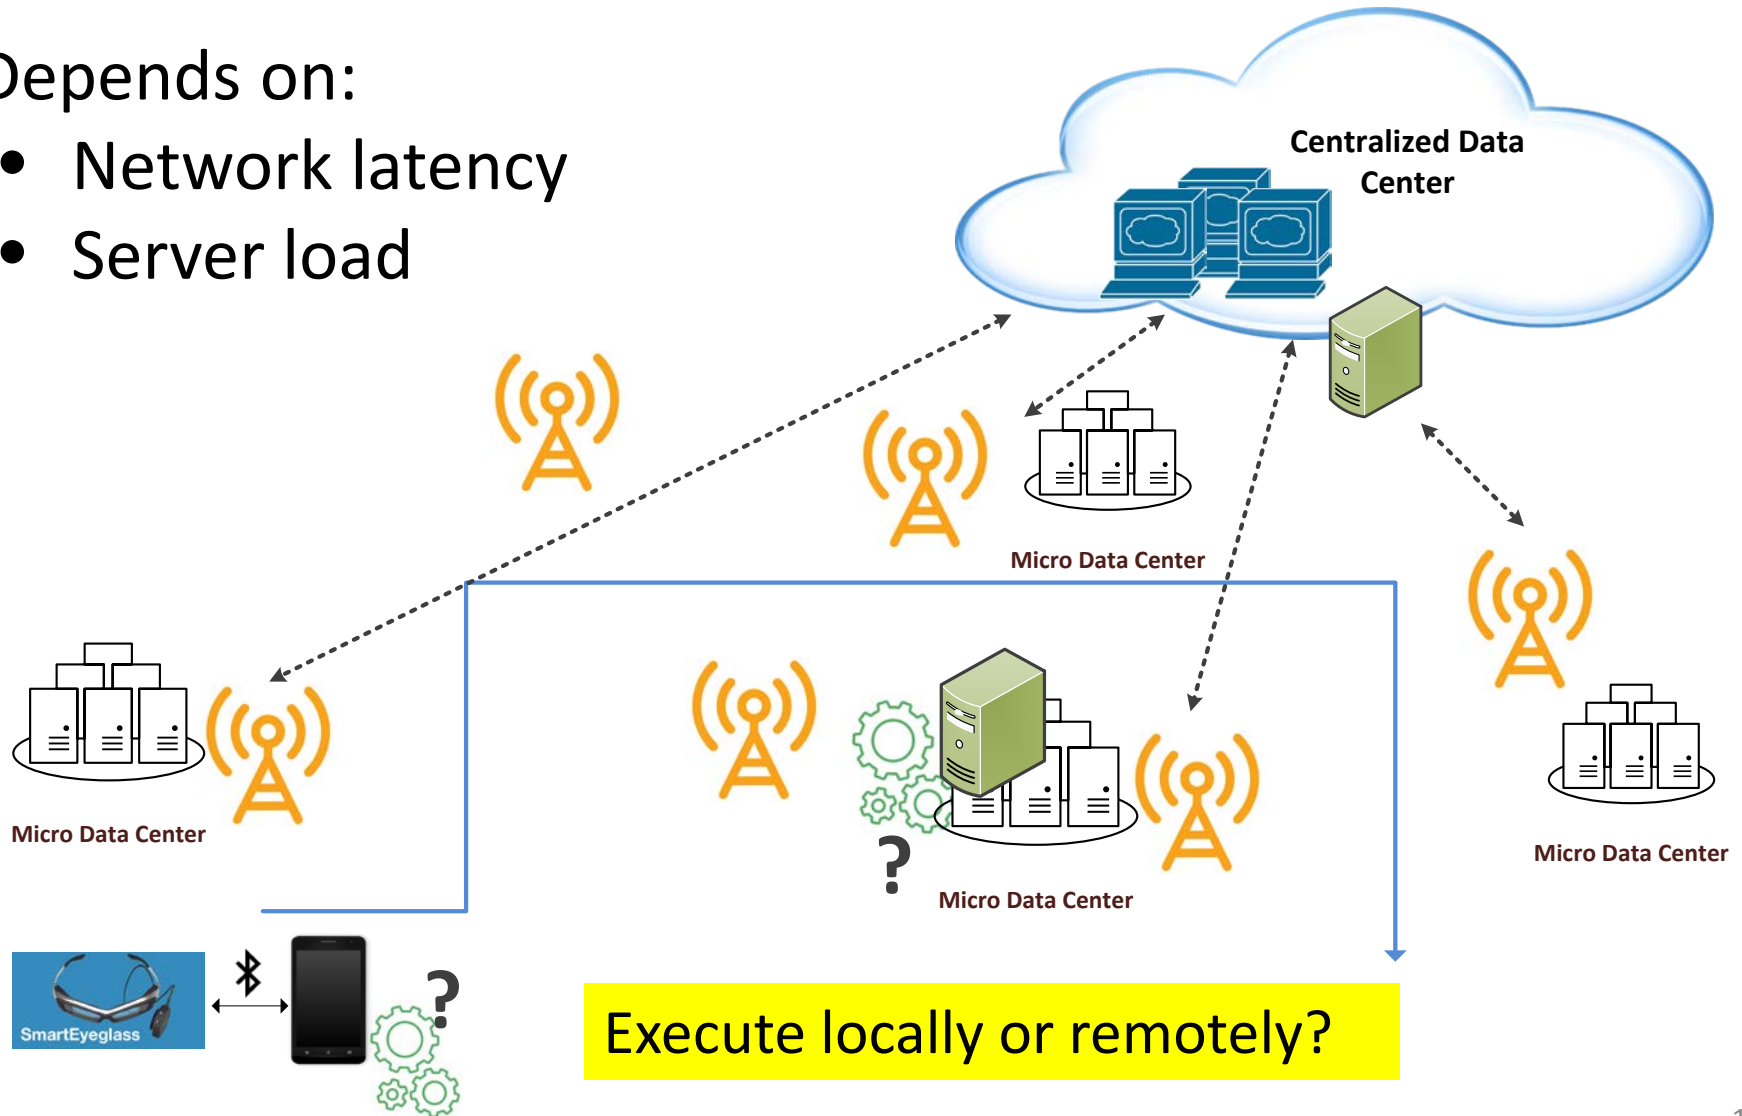 Depends on:
• Network latency
• Server load
Centralized Data
Center
Micro Data Center
Micro Data Center
Micro Data Center
?
Micro Data Center
?
SmartEyeglass
Execute locally or remotely?
1